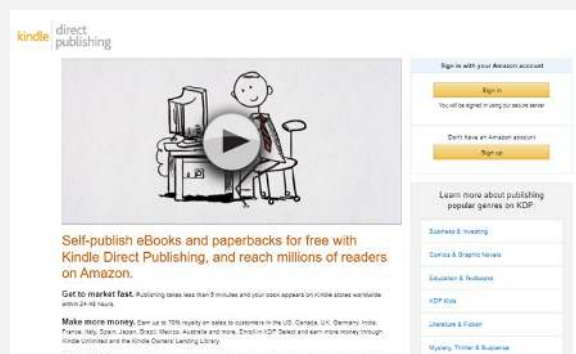 kindle direct
publishing
Sign in with your Amazon account
Sign in
You will be signed in using our secure server
Don't have an Amazon account
Sign up
Self-publish eBooks and paperbacks for free with
Kindle Direct Publishing, and reach millions of readers
on Amazon.
Get to market fast. Publishing takes less than 5 minutes and your book appears on Kindle stores worldwide
within 24-48 hours.
Make more money. Earn up to 70% royalty on sales to customers in the US, Canada, UK, Germany, India,
France, Italy, Spain, Japan, Brazil, Mexico, Australia and more. Enroll in KDP Select and earn more money through
Kindle Unlimited and the Kindle Owners' Lending Library.
Learn more about publishing
popular genres on KDP
Business & Investing
Comics & Graphic Novels
Education & Textbooks
KDP Kids
Literature & Fiction
Mystery, Thriller & Suspense